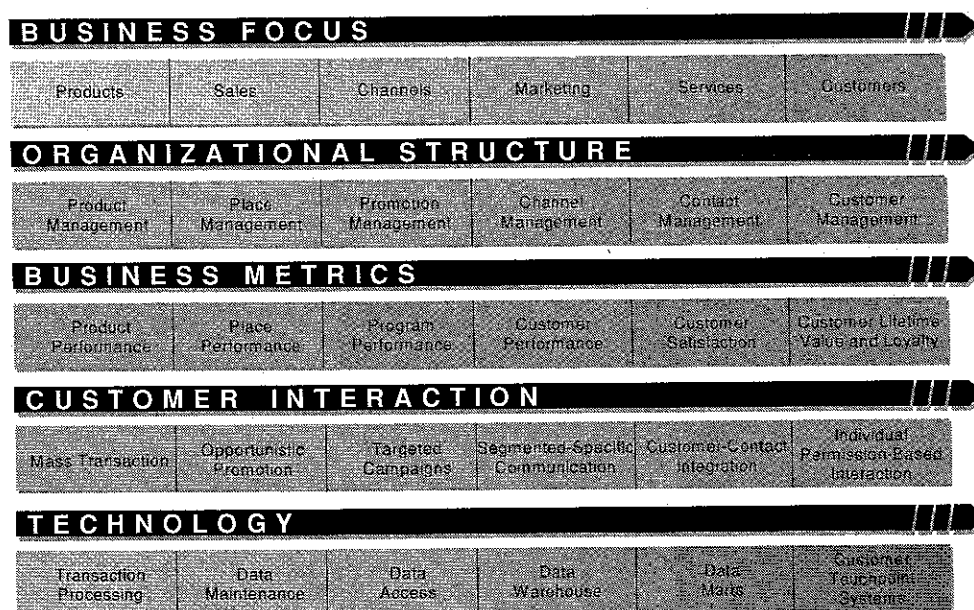 BUSINESS FOCUS
Products Sales Channels Marketing Services Customers
ORGANIZATIONAL STRUCTURE
Product Place Promotion Channel Contact Customer
Management Management Management Management Management Management
BUSINESS METRICS
Product Place Program Customer Customer Customer Lifetime
Performance Performance Performance Performance Satisfaction Value and Loyalty
CUSTOMER INTERACTION
Mass Transaction Opportunistic Targeted Segmented-Specific Customer-Contact Individual
Promotion Campaigns Communication Integration Permission-Based
Interaction
TECHNOLOGY
Transaction Data Data Data Data Customer
Processing Maintenance Access Warehouse Marts Touchpoint
Systems